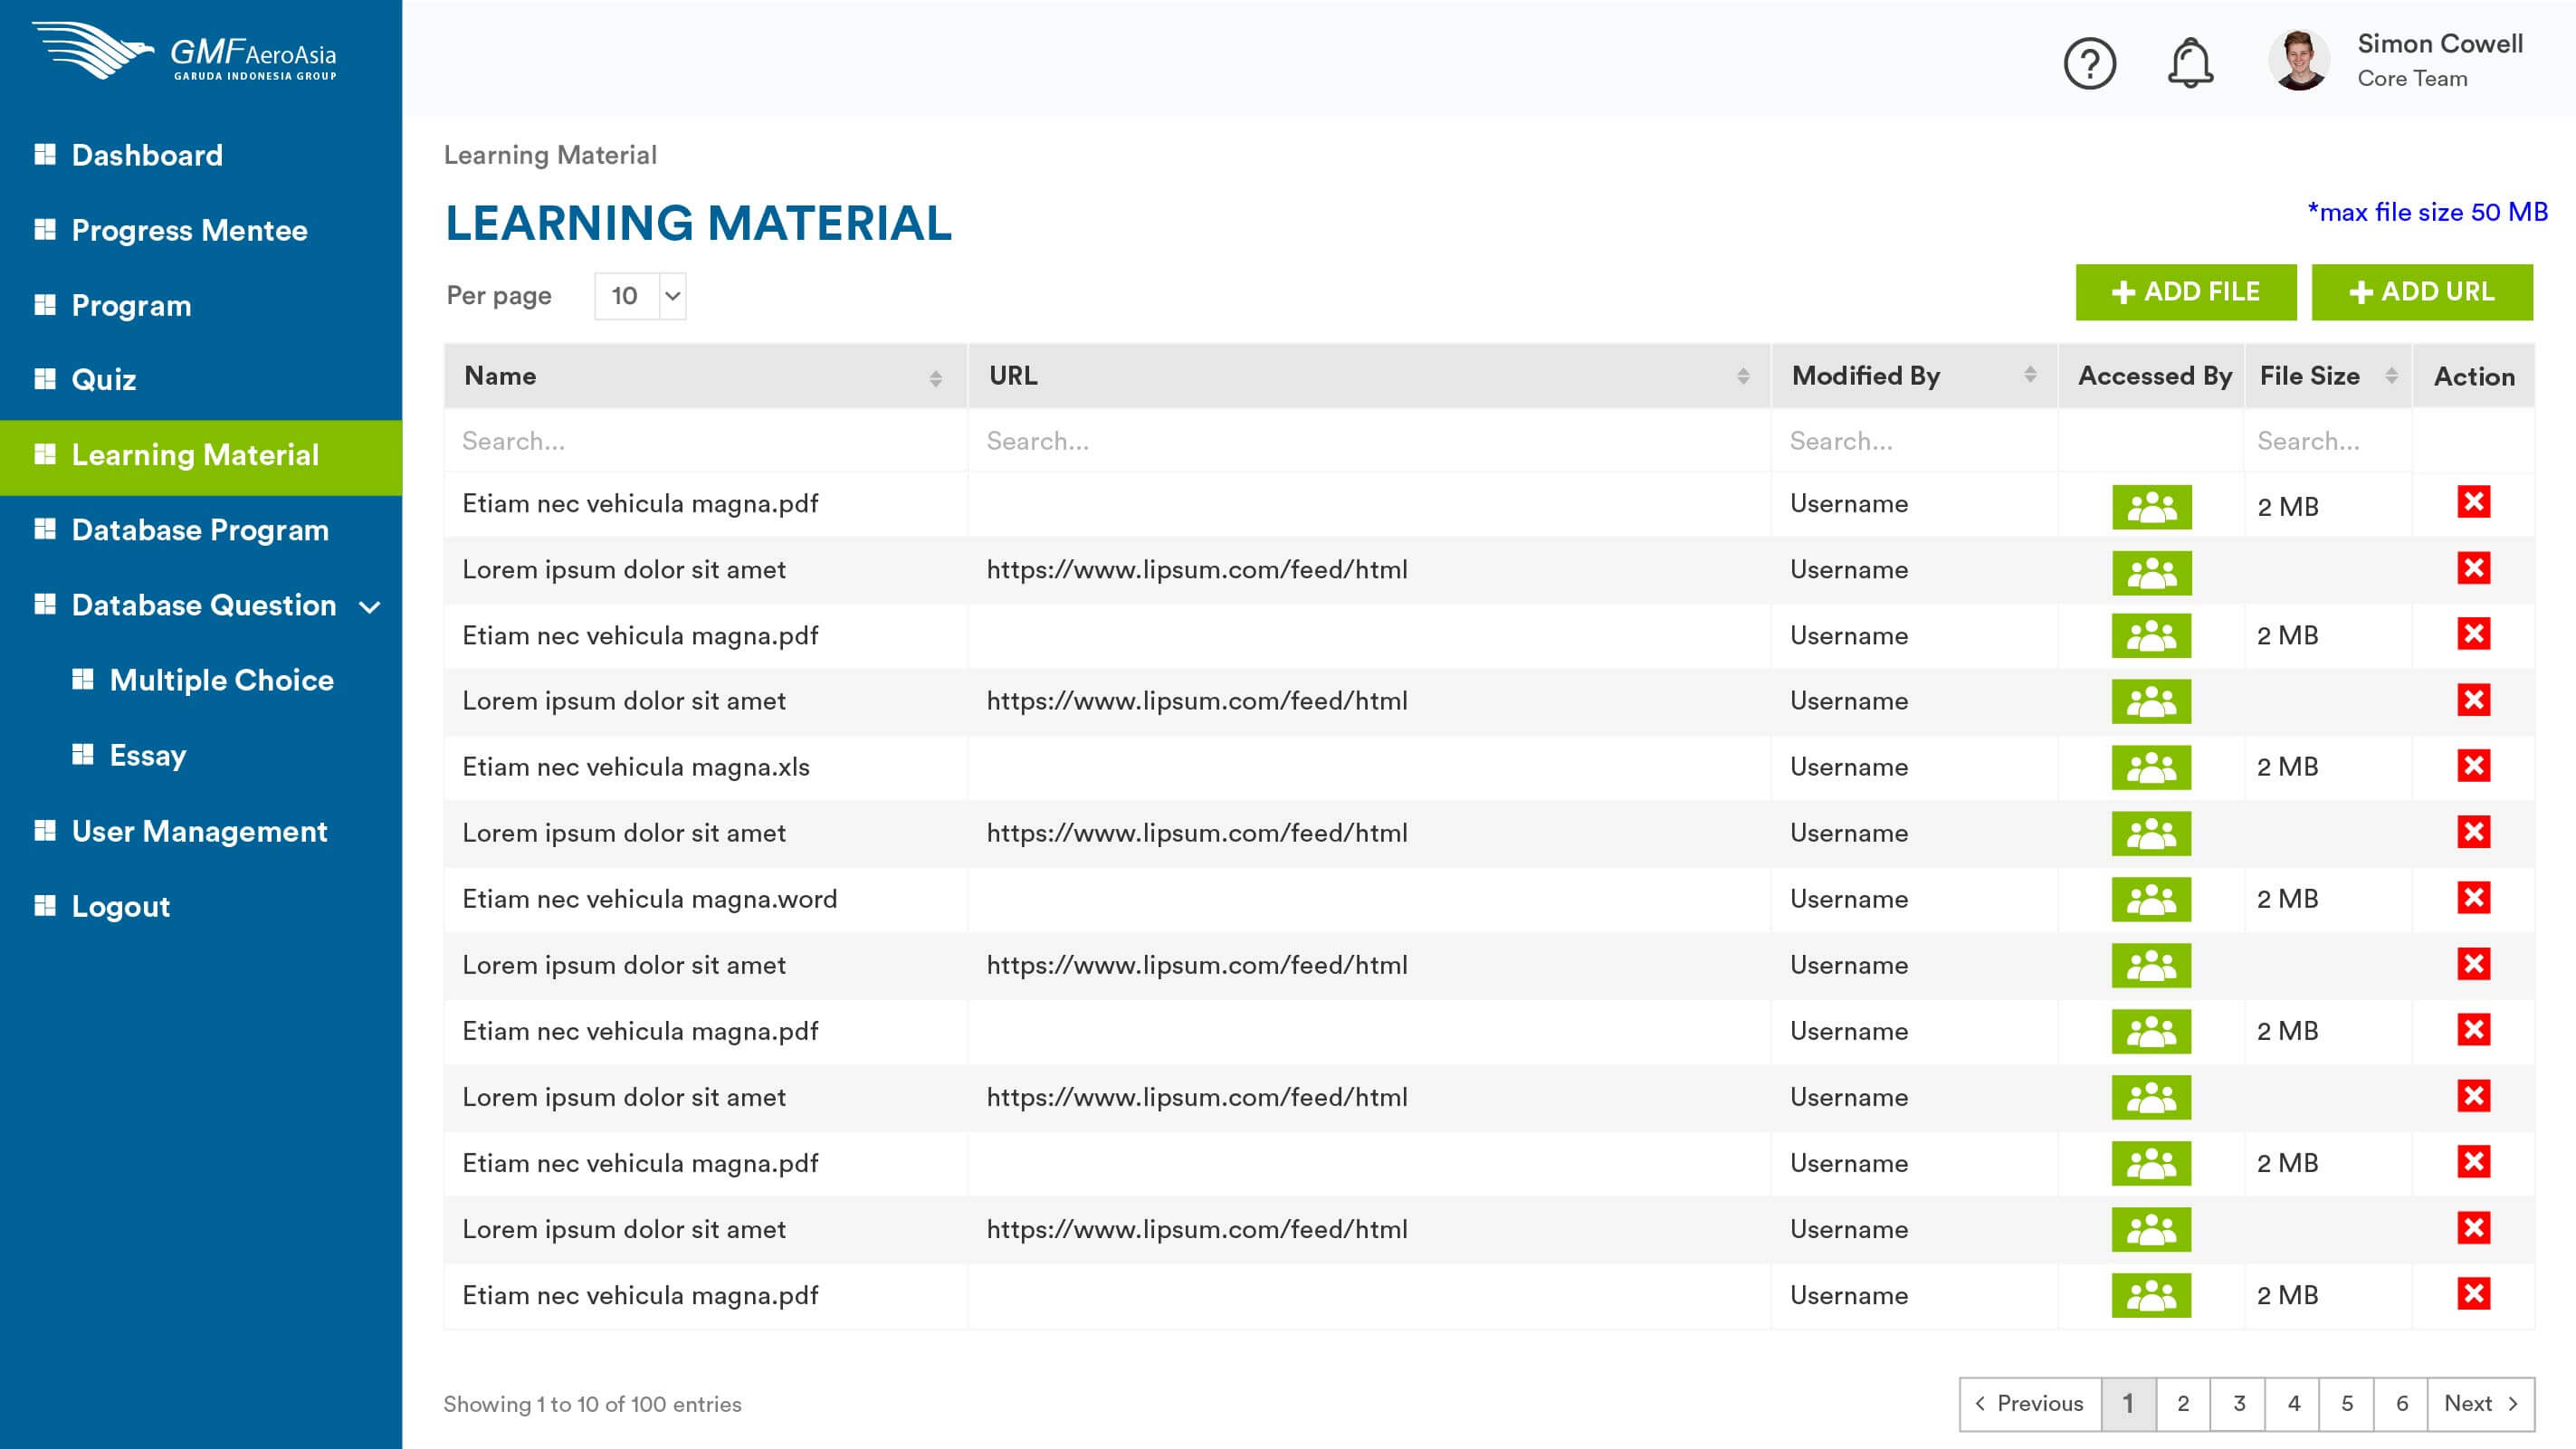 GMF AeroAsia
GARUDA INDONESIA GROUP
Simon Cowell
Core Team
Dashboard
Progress Mentee
Program
Quiz
Learning Material
Database Program
Database Question
Multiple Choice
Essay
User Management
Logout
Learning Material
LEARNING MATERIAL
*max file size 50 MB
Per page 10
ADD FILE ADD URL
Name URL Modified By Accessed By File Size Action
Search... Search... Search... Search...
Etiam nec vehicula magna.pdf Username 2 MB
Lorem ipsum dolor sit amet https://www.lipsum.com/feed/html Username
Etiam nec vehicula magna.pdf Username 2 MB
Lorem ipsum dolor sit amet https://www.lipsum.com/feed/html Username
Etiam nec vehicula magna.xls Username 2 MB
Lorem ipsum dolor sit amet https://www.lipsum.com/feed/html Username
Etiam nec vehicula magna.word Username 2 MB
Lorem ipsum dolor sit amet https://www.lipsum.com/feed/html Username
Etiam nec vehicula magna.pdf Username 2 MB
Lorem ipsum dolor sit amet https://www.lipsum.com/feed/html Username
Etiam nec vehicula magna.pdf Username 2 MB
Lorem ipsum dolor sit amet https://www.lipsum.com/feed/html Username
Etiam nec vehicula magna.pdf Username 2 MB
Showing 1 to 10 of 100 entries
Previous 1 2 3 4 5 6 Next